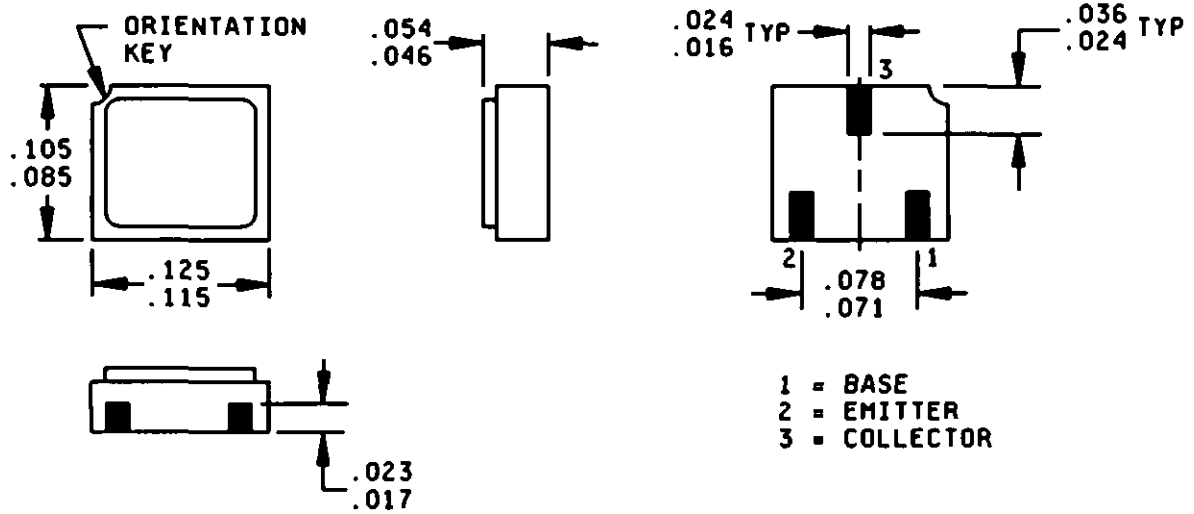 ORIENTATION
KEY
.105
.085
.125
.115
.054
.046
.024
.016 TYP
3
.036
.024 TYP
2
1
.078
.071
.023
.017
1 = BASE
2 = EMITTER
3 = COLLECTOR